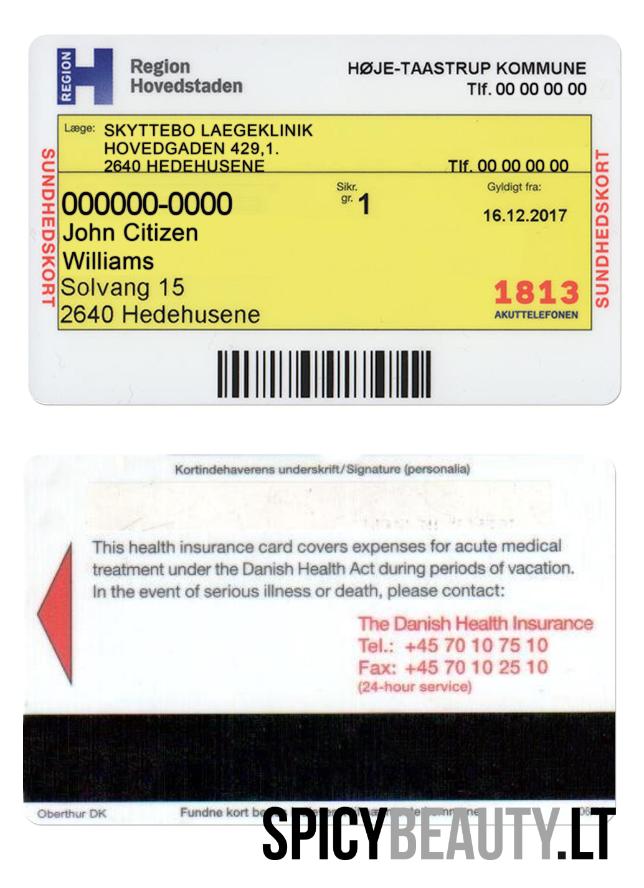 REGION
Region
Hovedstaden
HØJE-TAASTRUP KOMMUNE
Tlf. 00 00 00 00
Læge: SKYTTEBO LAEGEKLINIK
HOVEDGADEN 429,1.
2640 HEDEHUSENE Tlf. 00 00 00 00
SUNDHEDSKORT
000000-0000
Sikr.
gr. 1
Gyldigt fra:
16.12.2017
John Citizen
Williams
Solvang 15
2640 Hedehusene
1813
AKUTTELEFONEN
SUNDHEDSKORT
Kortindehaverens underskrift/Signature (personalia)
This health insurance card covers expenses for acute medical
treatment under the Danish Health Act during periods of vacation.
In the event of serious illness or death, please contact:
The Danish Health Insurance
Tel.: +45 70 10 75 10
Fax: +45 70 10 25 10
(24-hour service)
Oberthur DK
Fundne kort
SPICYBEAUTY.LT